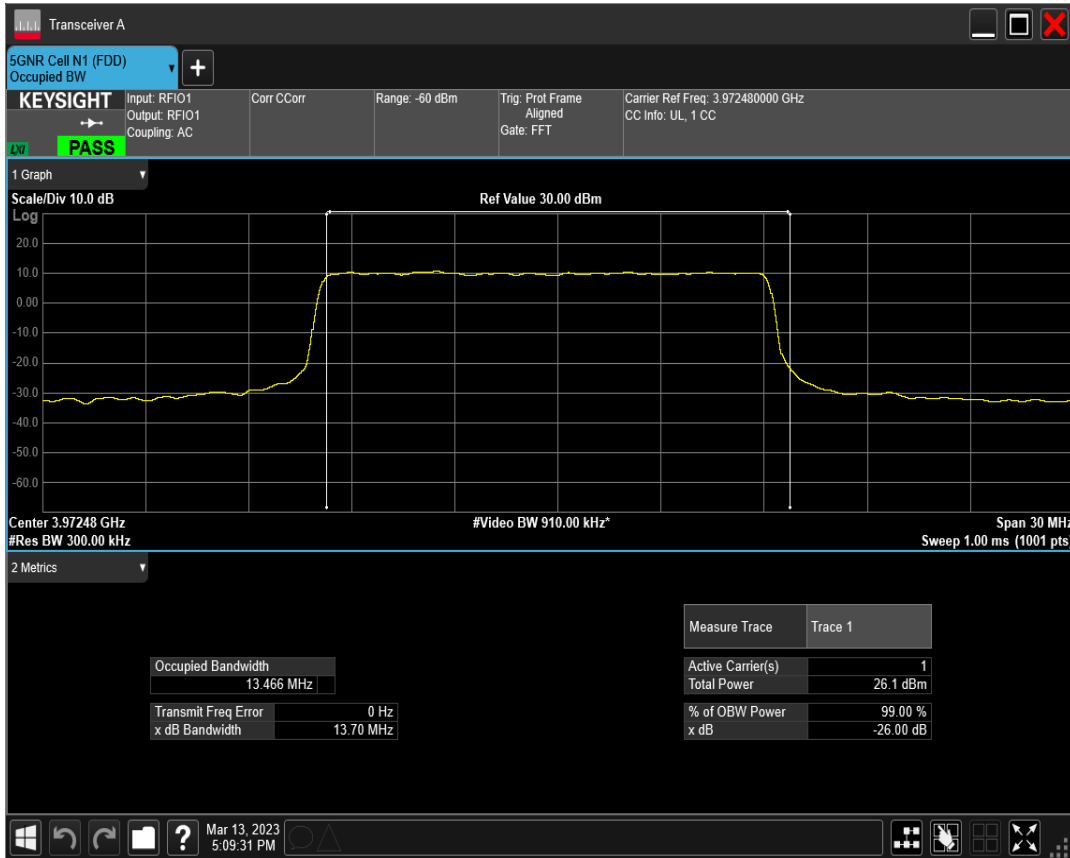 Transceiver A
5GNR Cell N1 (FDD)
Occupied BW
+
KEYSIGHT
LXI
PASS
Input: RFIO1
Output: RFIO1
Coupling: AC
Corr CCorr
Range: -60 dBm
Trig: Prot Frame
Aligned
Gate: FFT
Carrier Ref Freq: 3.972480000 GHz
CC Info: UL, 1 CC
1 Graph
Scale/Div 10.0 dB
Ref Value 30.00 dBm
Log
20.0
10.0
0.00
-10.0
-20.0
-30.0
-40.0
-50.0
-60.0
Center 3.97248 GHz
#Video BW 910.00 kHz*
Span 30 MHz
#Res BW 300.00 kHz
Sweep 1.00 ms (1001 pts)
2 Metrics
Measure Trace Trace 1
Occupied Bandwidth
13.466 MHz
Active Carrier(s) 1
Total Power 26.1 dBm
Transmit Freq Error 0 Hz
x dB Bandwidth 13.70 MHz
% of OBW Power 99.00 %
x dB -26.00 dB
?
Mar 13, 2023
5:09:31 PM